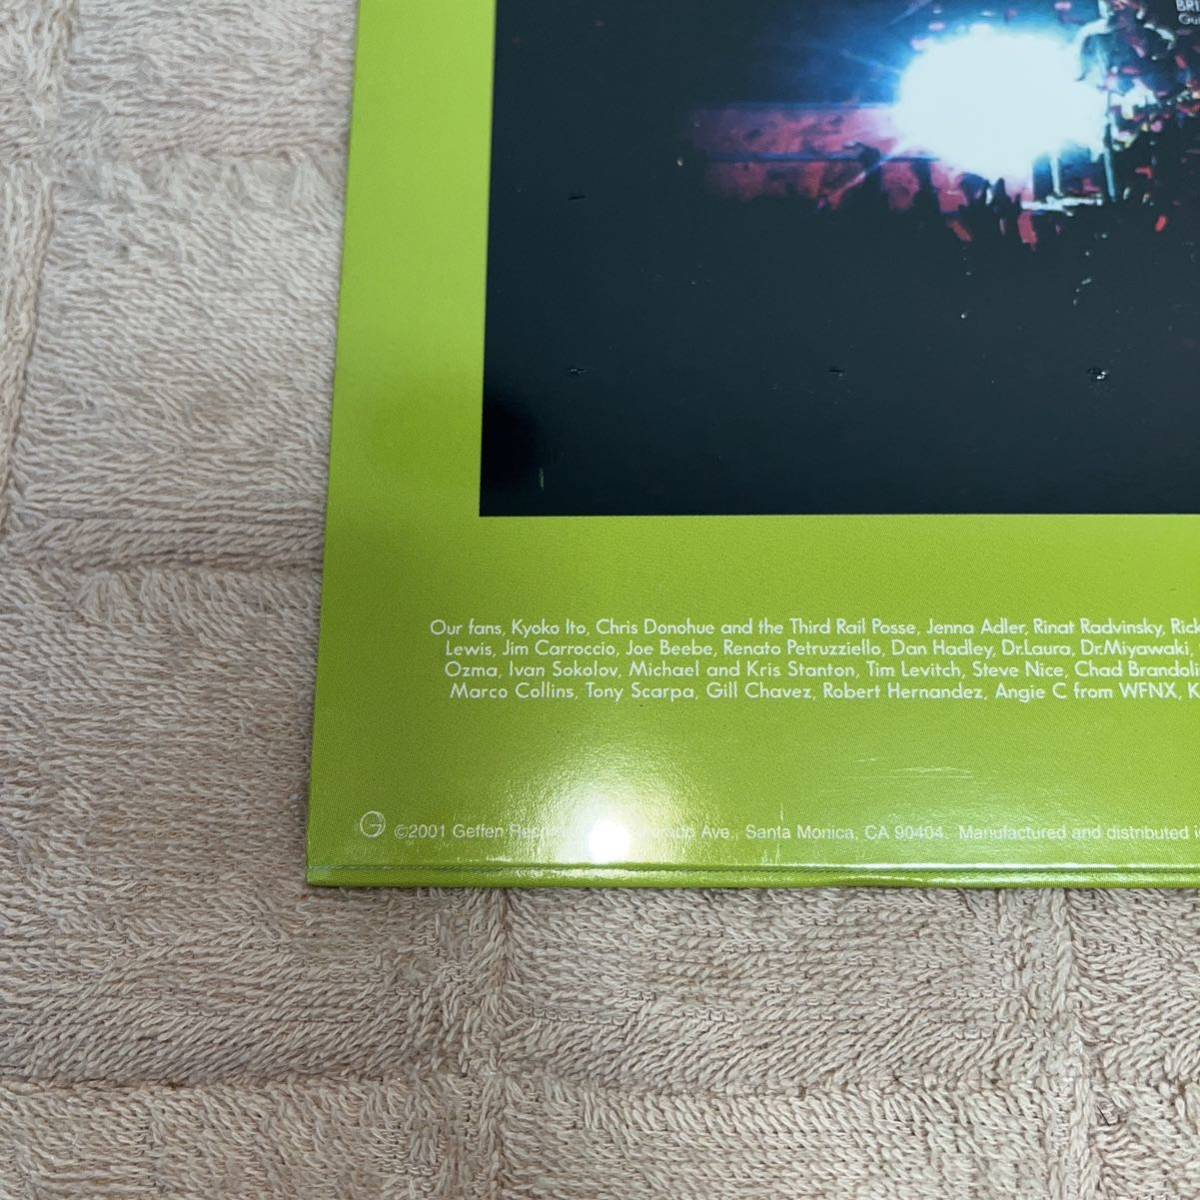 BRI
Gu
Our fans, Kyoko Ito, Chris Donohue and the Third Rail Posse, Jenna Adler, Rinat Radvinsky, Rick
Lewis, Jim Carroccio, Joe Beebe, Renato Petruzziello, Dan Hadley, Dr.Laura, Dr.Miyawaki,
Ozma, Ivan Sokolov, Michael and Kris Stanton, Tim Levitch, Steve Nice, Chad Brandoli
Marco Collins, Tony Scarpa, Gill Chavez, Robert Hernandez, Angie C from WFNX, K
G ©2001 Geffen Ave., Santa Monica, CA 90404. Manufactured and distributed